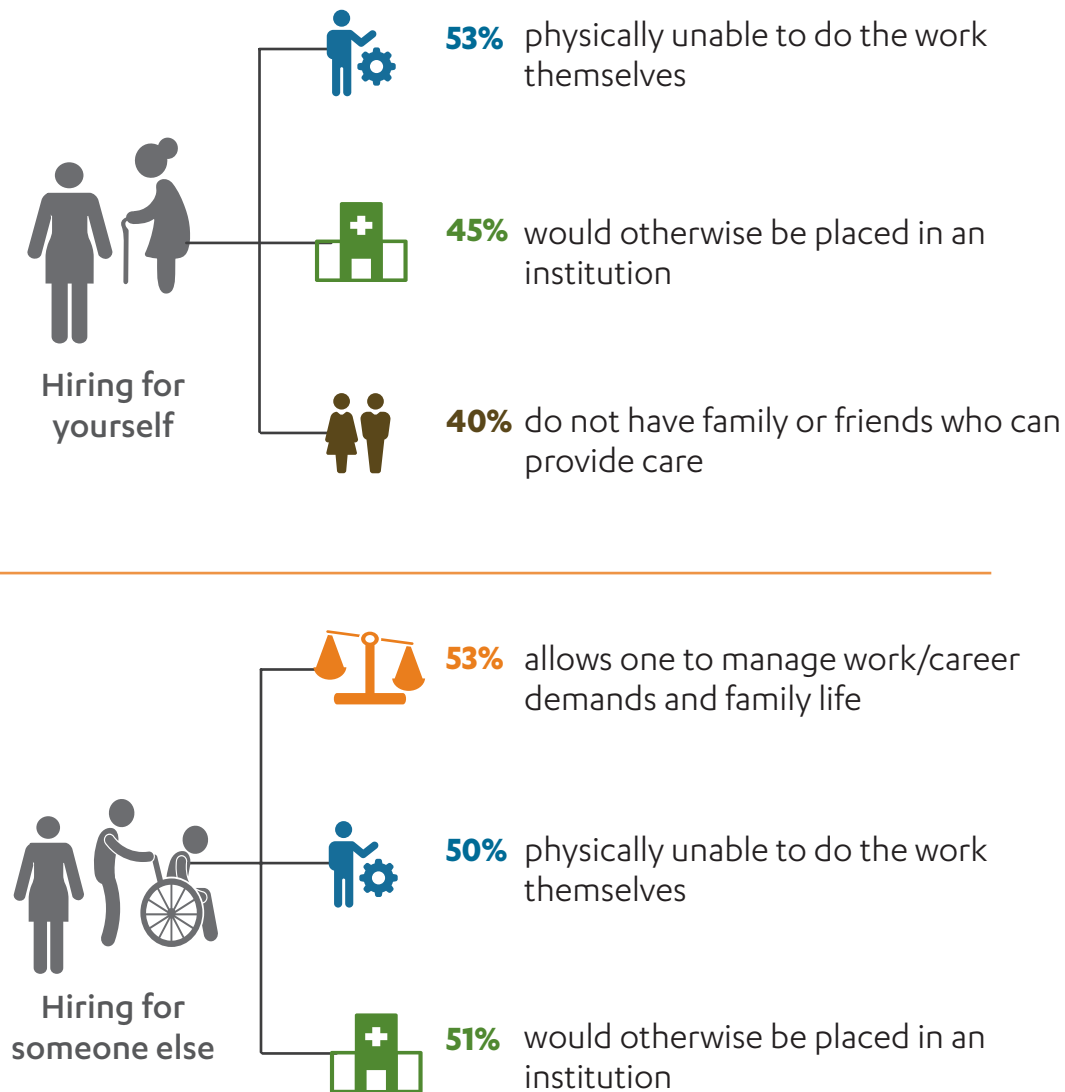 53% physically unable to do the work
themselves
45% would otherwise be placed in an
institution
40% do not have family or friends who can
provide care
Hiring for
yourself
53% allows one to manage work/career
demands and family life
50% physically unable to do the work
themselves
51% would otherwise be placed in an
institution
Hiring for
someone else